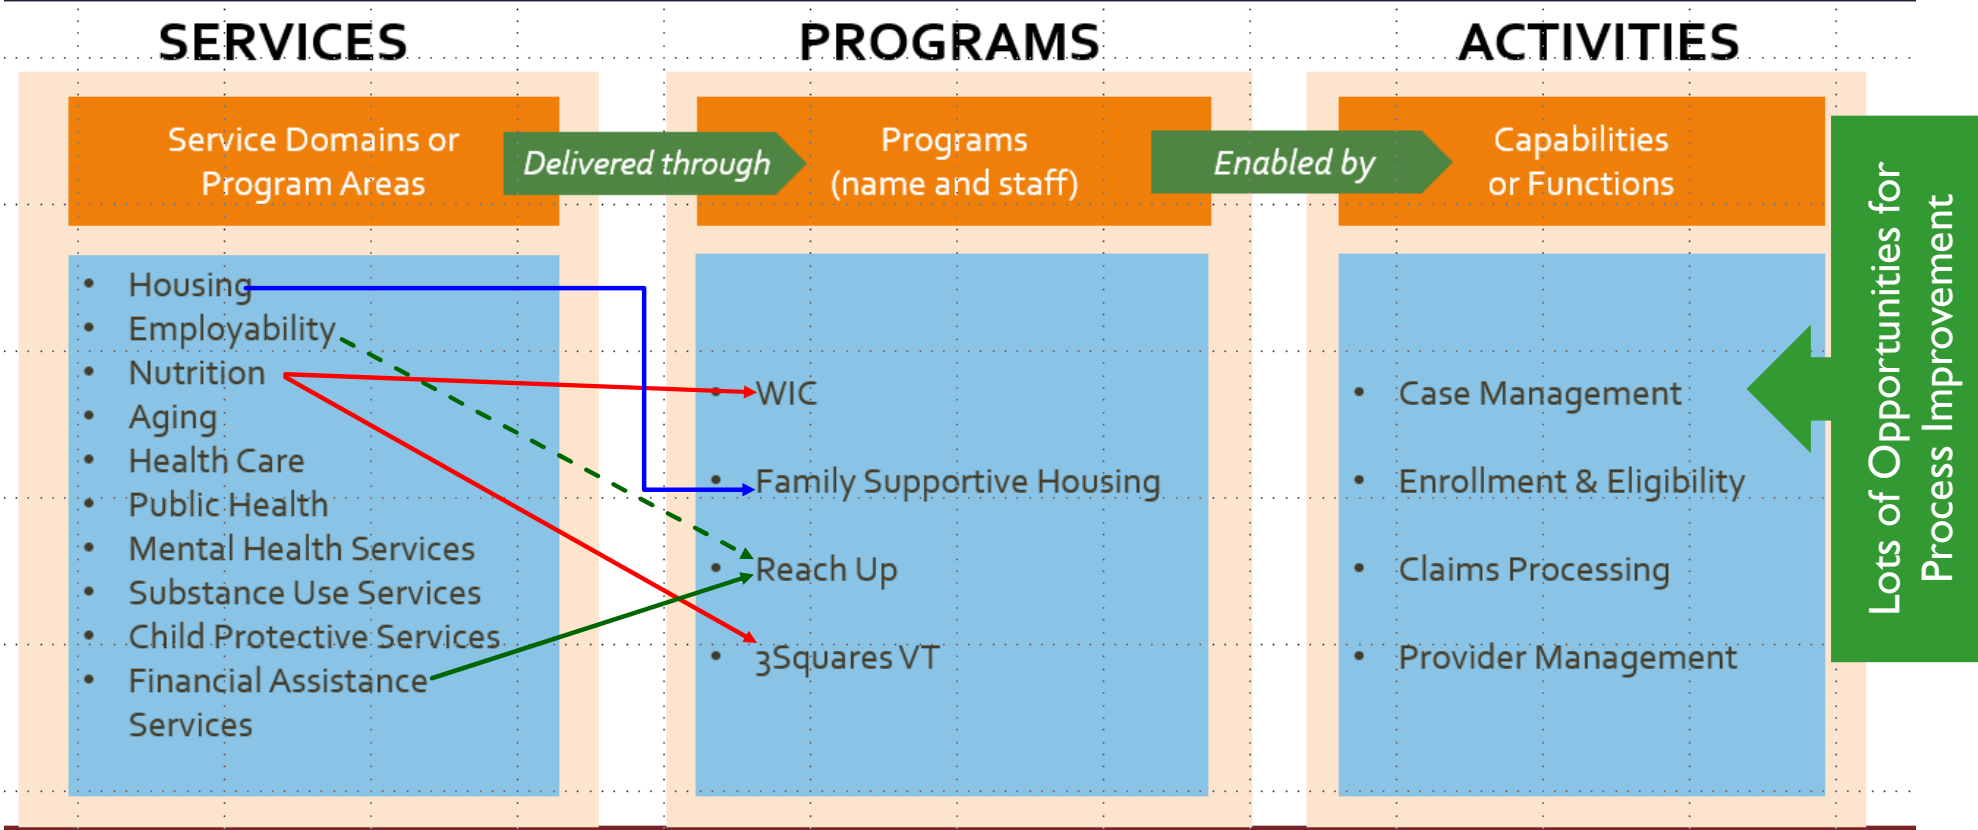 SERVICES
PROGRAMS
ACTIVITIES
Service Domains or
Program Areas
Delivered through
Programs
(name and staff)
Enabled by
Capabilities
or Functions
• Housing
• Employability
• Nutrition
• Aging
• Health Care
• Public Health
• Mental Health Services
• Substance Use Services
• Child Protective Services
• Financial Assistance
Services
• WIC
• Family Supportive Housing
• Reach Up
• 3Squares VT
• Case Management
• Enrollment & Eligibility
• Claims Processing
• Provider Management
Lots of Opportunities for
Process Improvement